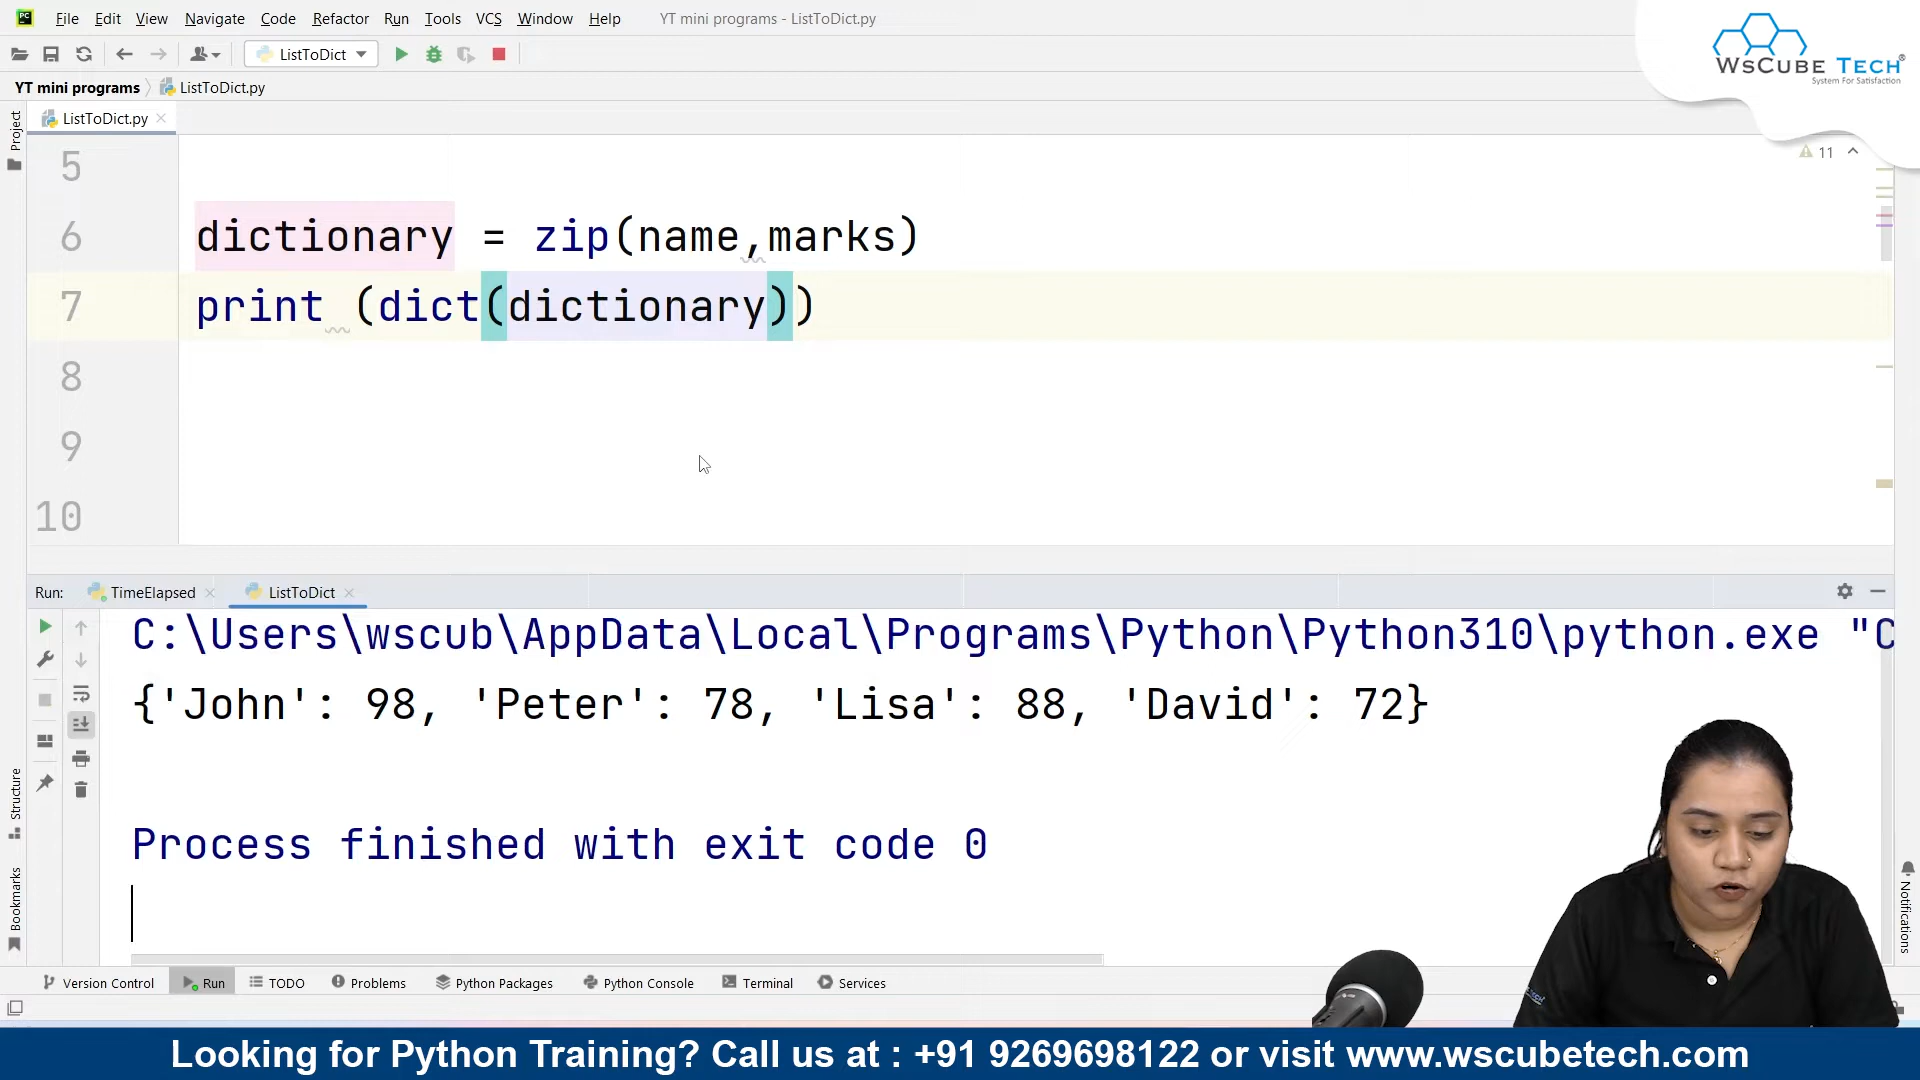 PC
File Edit View Navigate Code Refactor Run Tools VCS Window Help YT mini programs - ListToDict.py
ListToDict
WSCUBE TECH®
System For Satisfaction
YT mini programs ListToDict.py
ListToDict.py
Project
11
5
6 dictionary = zip(name,marks)
7 print (dict(dictionary))
8
9
10
Run: TimeElapsed ListToDict
C:\Users\wscub\AppData\Local\Programs\Python\Python310\python.exe "C
{'John': 98, 'Peter': 78, 'Lisa': 88, 'David': 72}
Process finished with exit code 0
Structure
Bookmarks
Notifications
Version Control Run TODO Problems Python Packages Python Console Terminal Services
Looking for Python Training? Call us at : +91 9269698122 or visit www.wscubetech.com